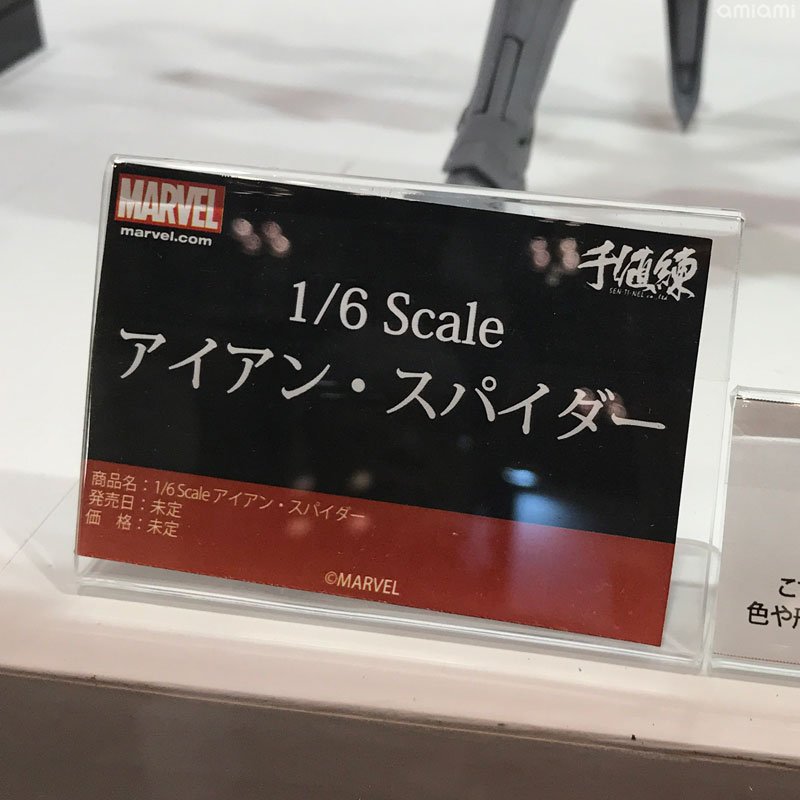 amiami
MARVEL
marvel.com
千値練
SEN-TI-NEL Co.,Ltd
1/6 Scale
アイアン・スパイダー
商品名：1/6 Scale アイアン・スパイダー
発売日：未定
価　格：未定
©MARVEL
こ
色や